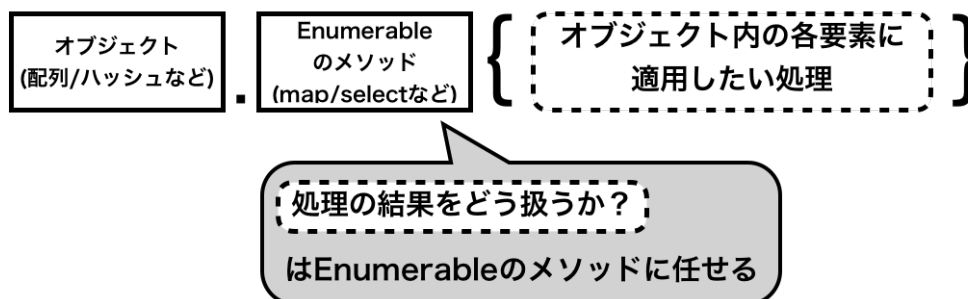 オブジェクト
(配列/ハッシュなど)
.
Enumerable
のメソッド
(map/selectなど)
{
オブジェクト内の各要素に
適用したい処理
}
処理の結果をどう扱うか？
はEnumerableのメソッドに任せる